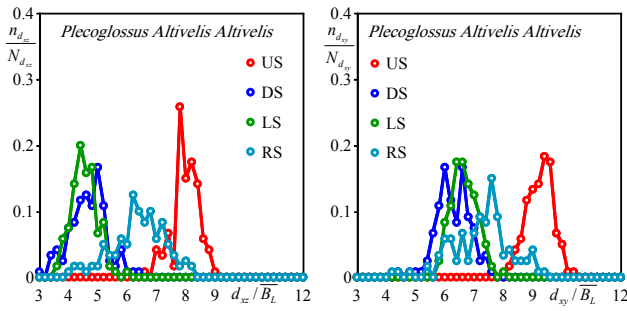 0.4
n_{d_{xz}}
N_{d_{xz}}
Plecoglossus Altivelis Altivelis
US
0.3
DS
0.2
LS
RS
0.1
0
3 4 5 6 7 8 9 d_{xz} / \overline{B_L} 12
0.4
n_{d_{xy}}
N_{d_{xy}}
Plecoglossus Altivelis Altivelis
US
0.3
DS
0.2
LS
RS
0.1
0
3 4 5 6 7 8 9 d_{xy} / \overline{B_L} 12